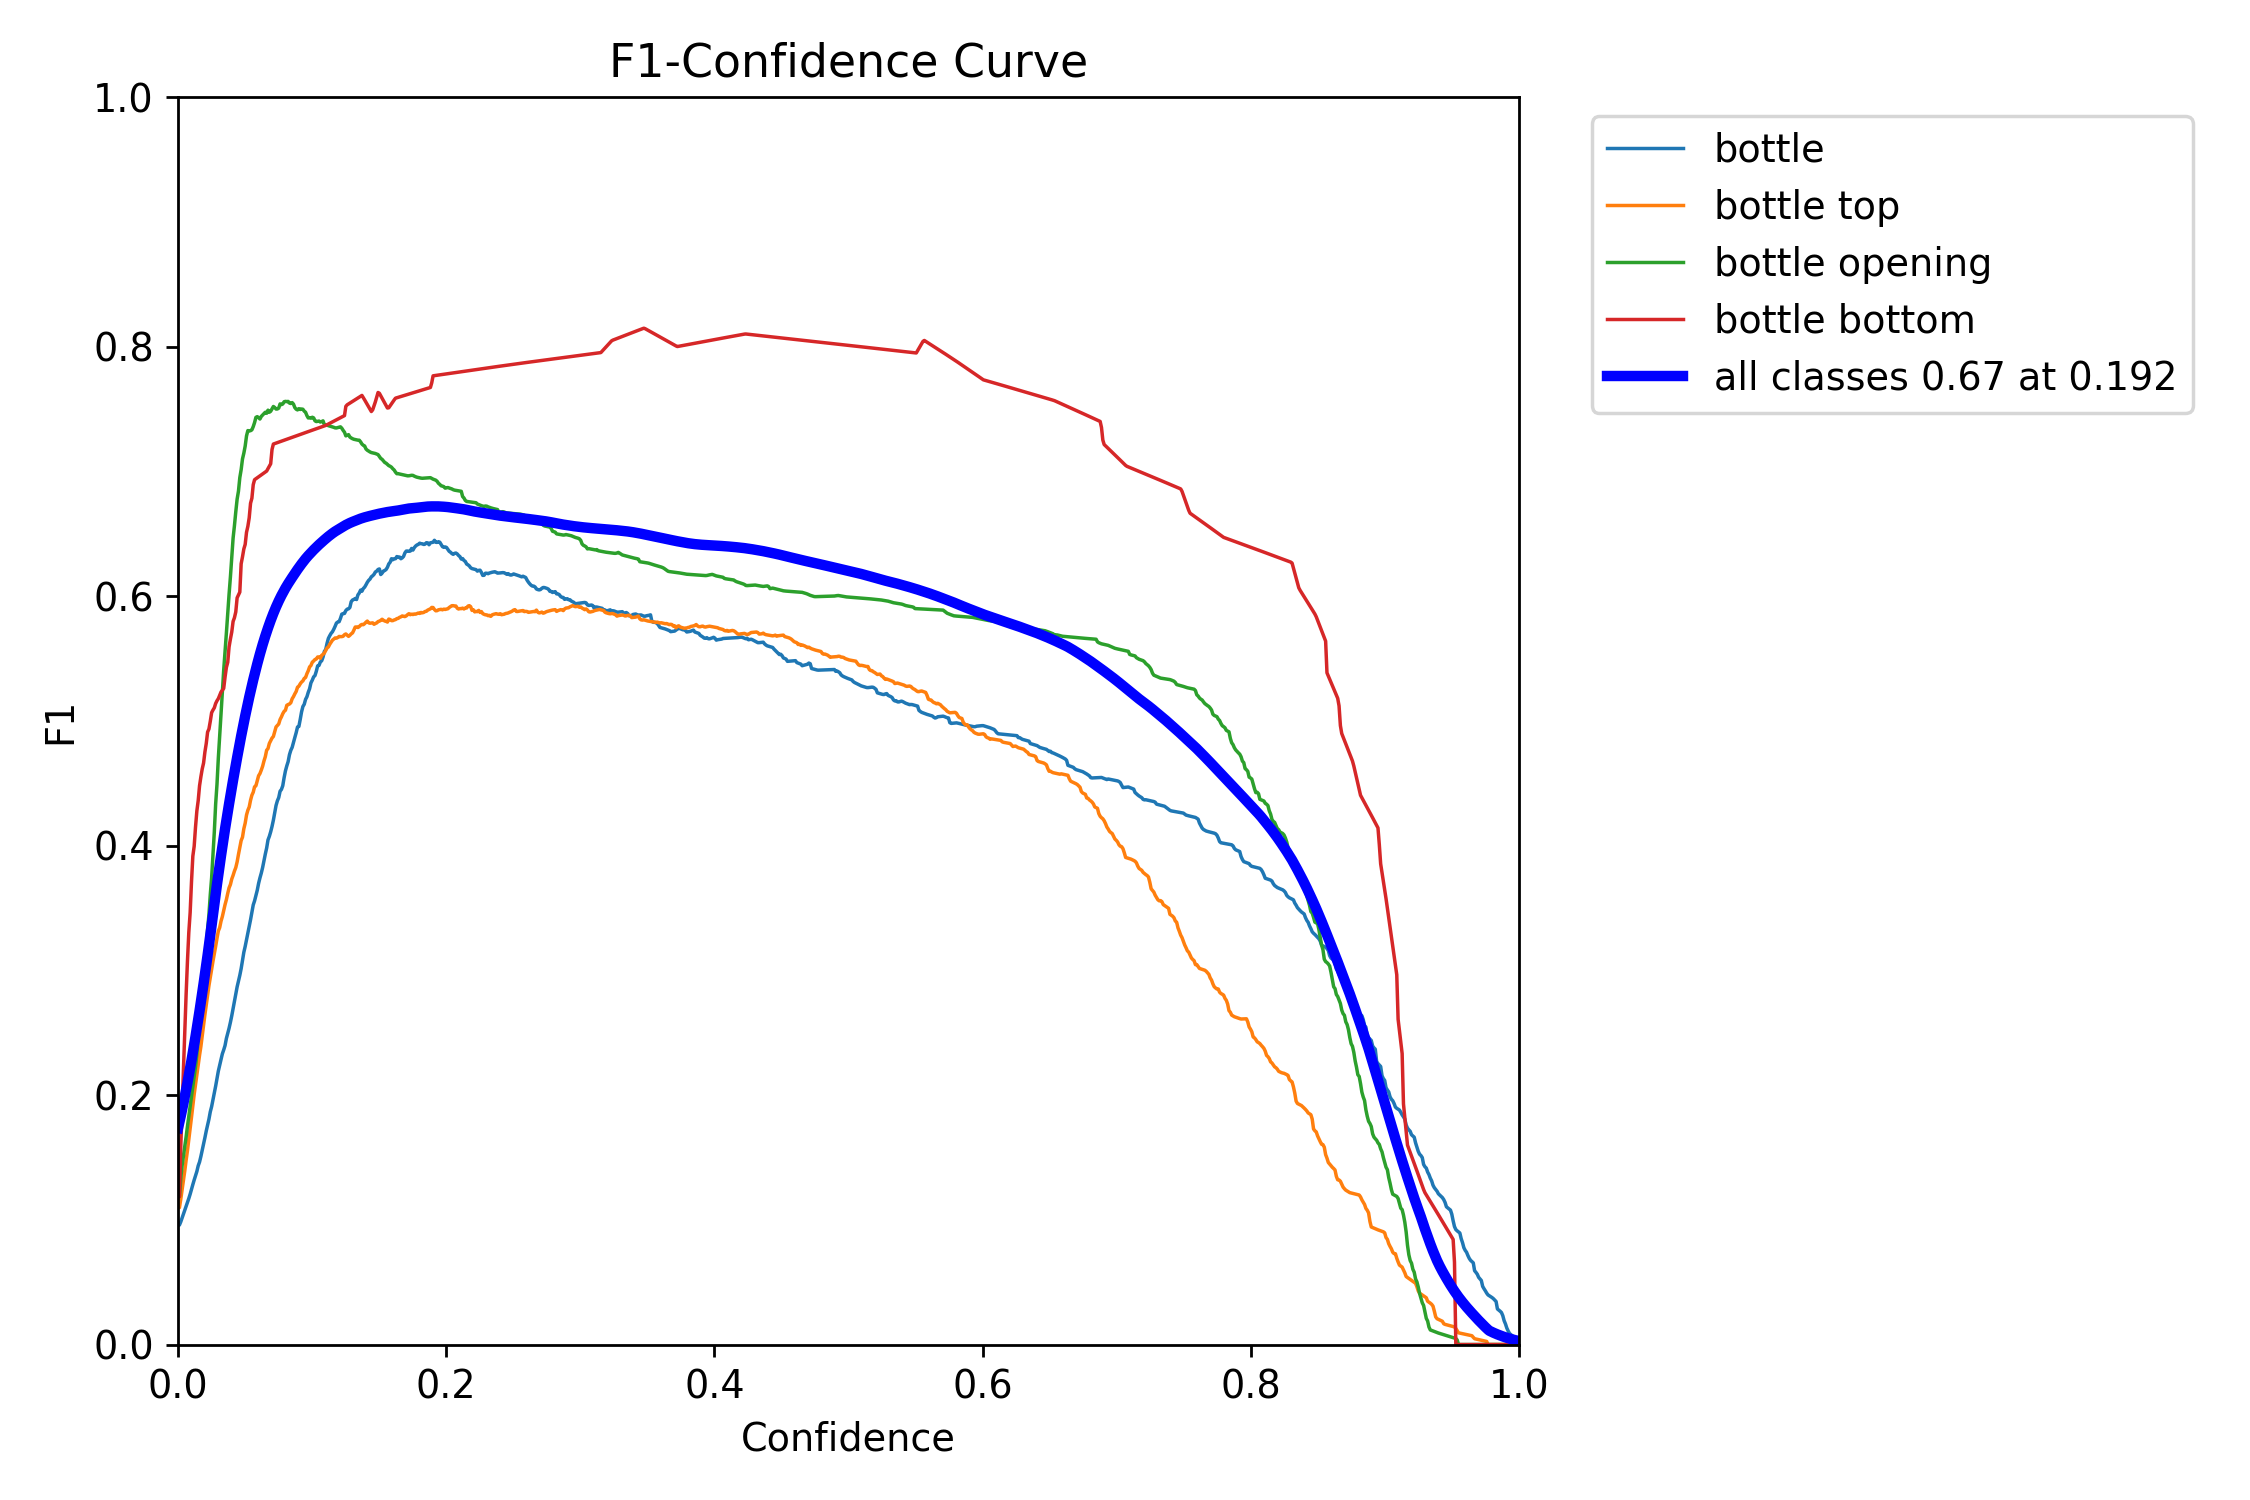 F1-Confidence Curve
1.0
0.8
0.6
0.4
0.2
0.0
F1
0.0 0.2 0.4 0.6 0.8 1.0
Confidence
bottle
bottle top
bottle opening
bottle bottom
all classes 0.67 at 0.192